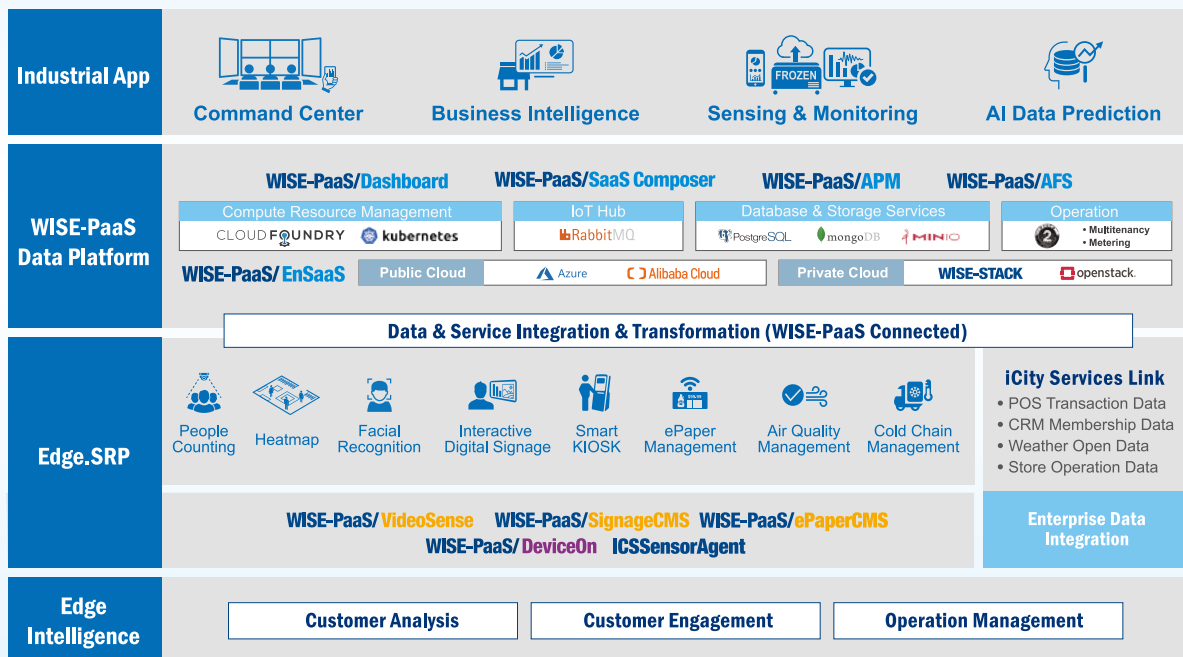 Industrial App
FROZEN
Command Center
Business Intelligence
Sensing & Monitoring
AI Data Prediction
WISE-PaaS
Data Platform
WISE-PaaS/Dashboard
WISE-PaaS/SaaS Composer
WISE-PaaS/APM
WISE-PaaS/AFS
Compute Resource Management
IoT Hub
Database & Storage Services
Operation
CLOUD FOUNDRY
kubernetes
RabbitMQ
PostgreSQL
mongoDB
MINIO
2
• Multitenancy
• Metering
WISE-PaaS/EnSaaS
Public Cloud
Azure
Alibaba Cloud
Private Cloud
WISE-STACK
openstack.
Data & Service Integration & Transformation (WISE-PaaS Connected)
Edge.SRP
People
Counting
Heatmap
Facial
Recognition
Interactive
Digital Signage
Smart
KIOSK
ePaper
Management
Air Quality
Management
Cold Chain
Management
iCity Services Link
• POS Transaction Data
• CRM Membership Data
• Weather Open Data
• Store Operation Data
WISE-PaaS/VideoSense
WISE-PaaS/SignageCMS
WISE-PaaS/ePaperCMS
WISE-PaaS/DeviceOn
ICSSensorAgent
Enterprise Data
Integration
Edge
Intelligence
Customer Analysis
Customer Engagement
Operation Management